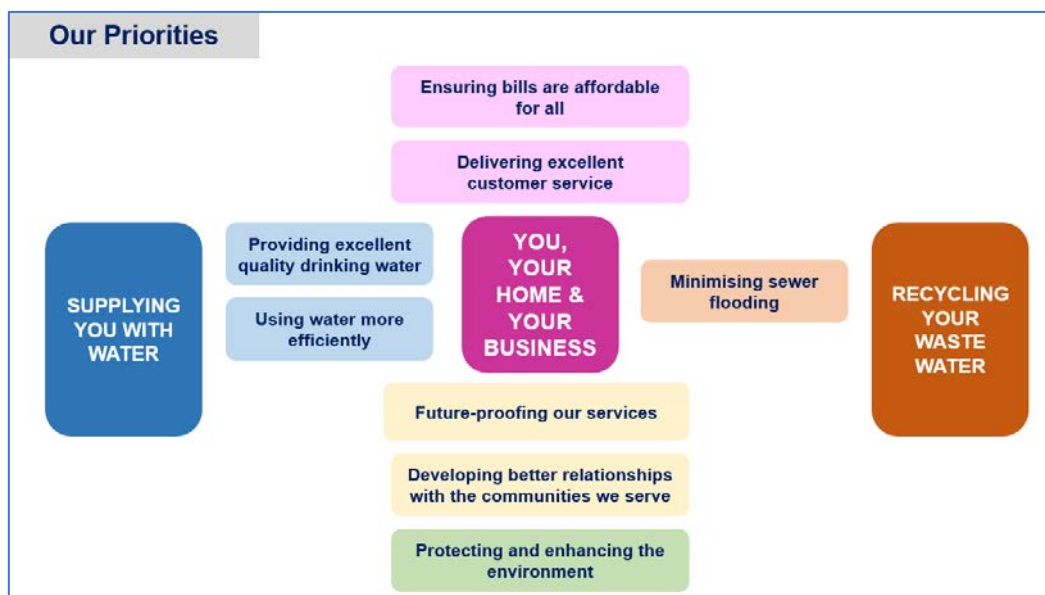 Our Priorities
Ensuring bills are affordable
for all
Delivering excellent
customer service
SUPPLYING
YOU WITH
WATER
Providing excellent
quality drinking water
Using water more
efficiently
YOU,
YOUR
HOME &
YOUR
BUSINESS
Minimising sewer
flooding
RECYCLING
YOUR
WASTE
WATER
Future-proofing our services
Developing better relationships
with the communities we serve
Protecting and enhancing the
environment